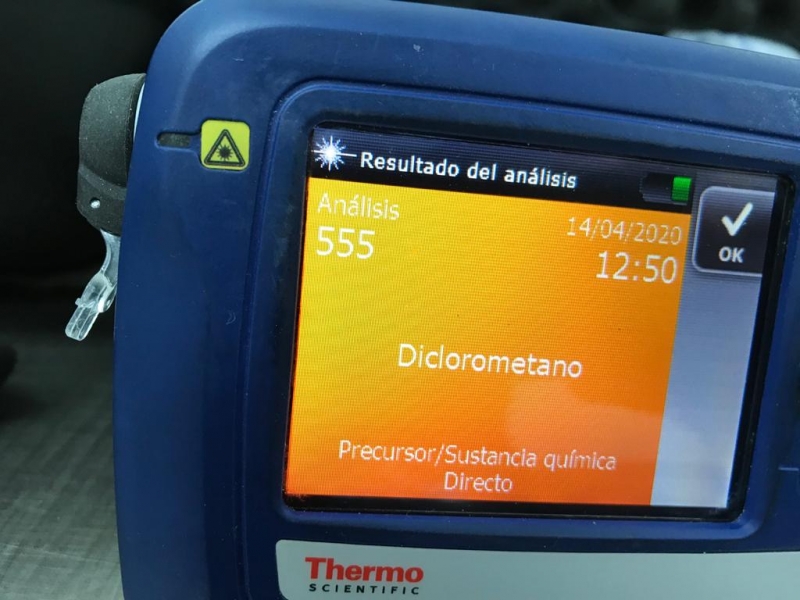 Resultado del análisis
Análisis
555
14/04/2020
12:50
OK
Diclorometano
Precursor/Sustancia química
Directo
Thermo
SCIENTIFIC